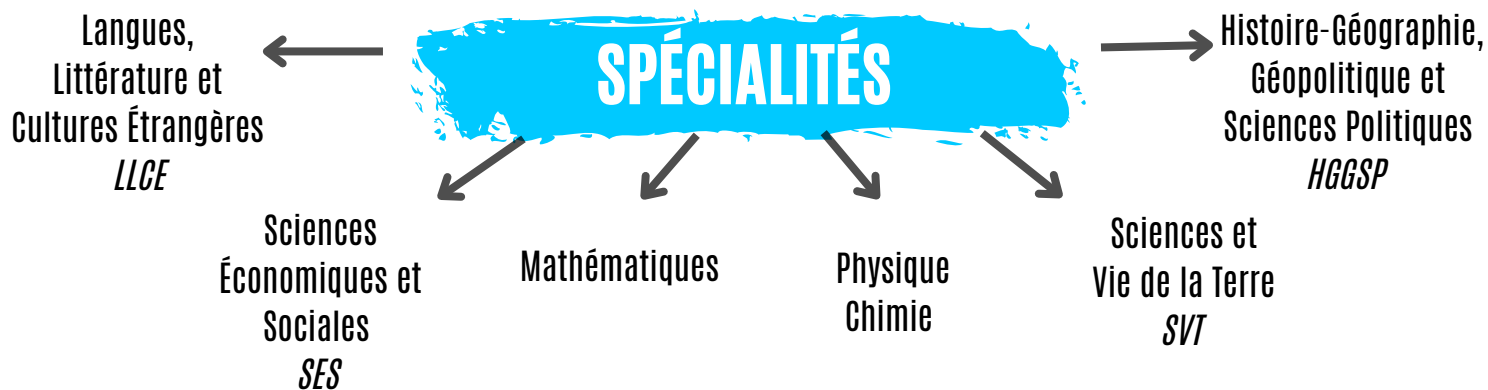 SPÉCIALITÉS
Langues,
Littérature et
Cultures Étrangères
LLCE
Sciences
Économiques et
Sociales
SES
Mathématiques
Physique
Chimie
Sciences et
Vie de la Terre
SVT
Histoire-Géographie,
Géopolitique et
Sciences Politiques
HGGSP